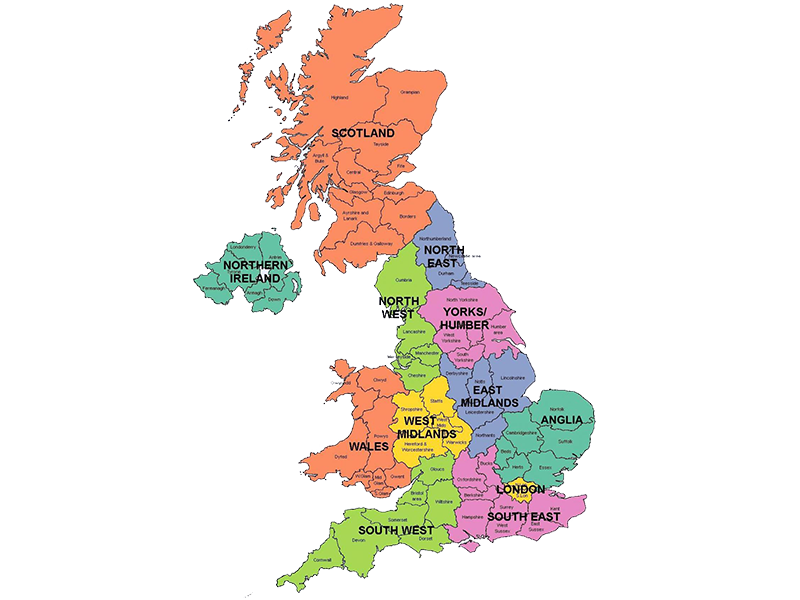 Highland
Grampian
SCOTLAND
Tayside
Argyll &
Bute
Central
Fife
Glasgow
Edinburgh
Ayrshire and
Lanark
Borders
Dumfries & Galloway
Northumberland
NORTH
EAST
Durham
Teesside
Londonderry
Antrim
NORTHERN
IRELAND
Fermanagh
Armagh
Down
Cumbria
NORTH
WEST
Lancashire
Manchester
Cheshire
North Yorkshire
YORKS/
HUMBER
West
Yorkshire
Humber
area
South
Yorkshire
Derbyshire
Notts
Lincolnshire
EAST
MIDLANDS
Leicestershire
Northants
Clwyd
Powys
WALES
Dyfed
Gwent
Shropshire
Staffs
WEST
MIDLANDS
West
Mids
Hereford &
Worcestershire
Warwicks
Norfolk
ANGLIA
Cambridgeshire
Suffolk
Beds
Herts
Essex
LONDON
Bucks
Oxfordshire
Berkshire
Hampshire
Surrey
Kent
SOUTH EAST
West
Sussex
East
Sussex
Gloucs
Bristol
area
Wiltshire
Somerset
SOUTH WEST
Devon
Dorset
Cornwall